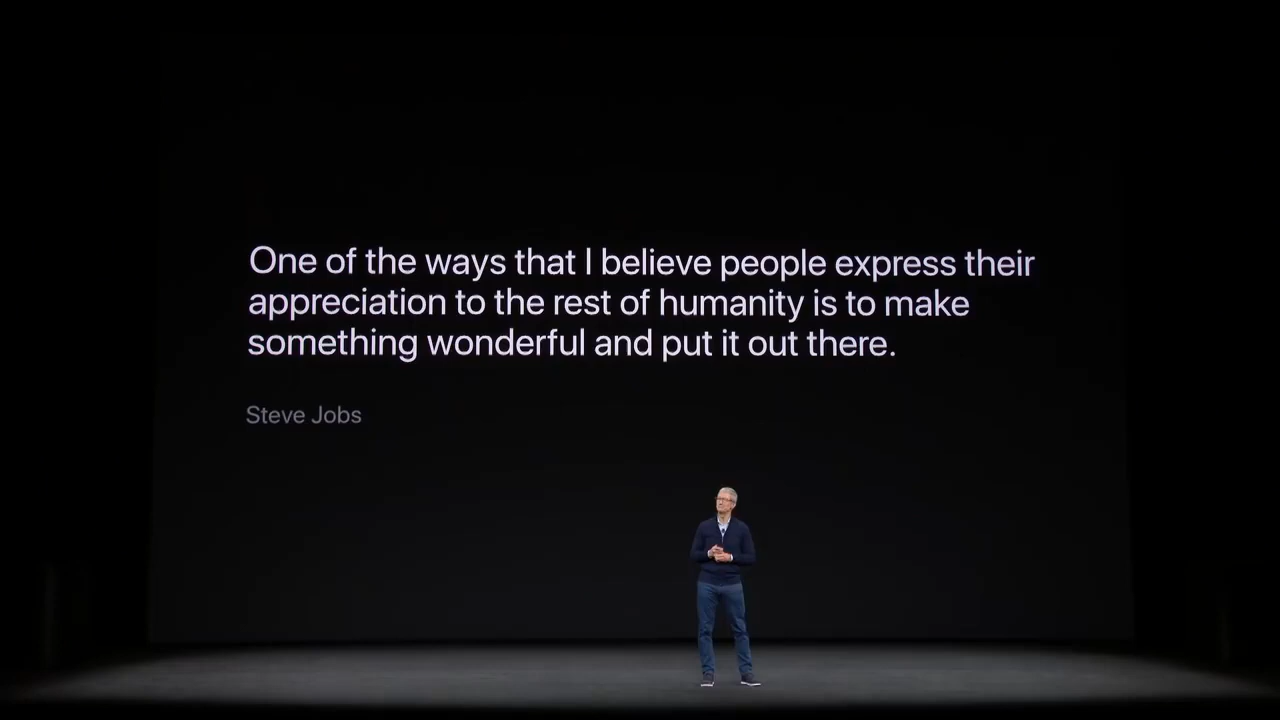 One of the ways that I believe people express their
appreciation to the rest of humanity is to make
something wonderful and put it out there.
Steve Jobs